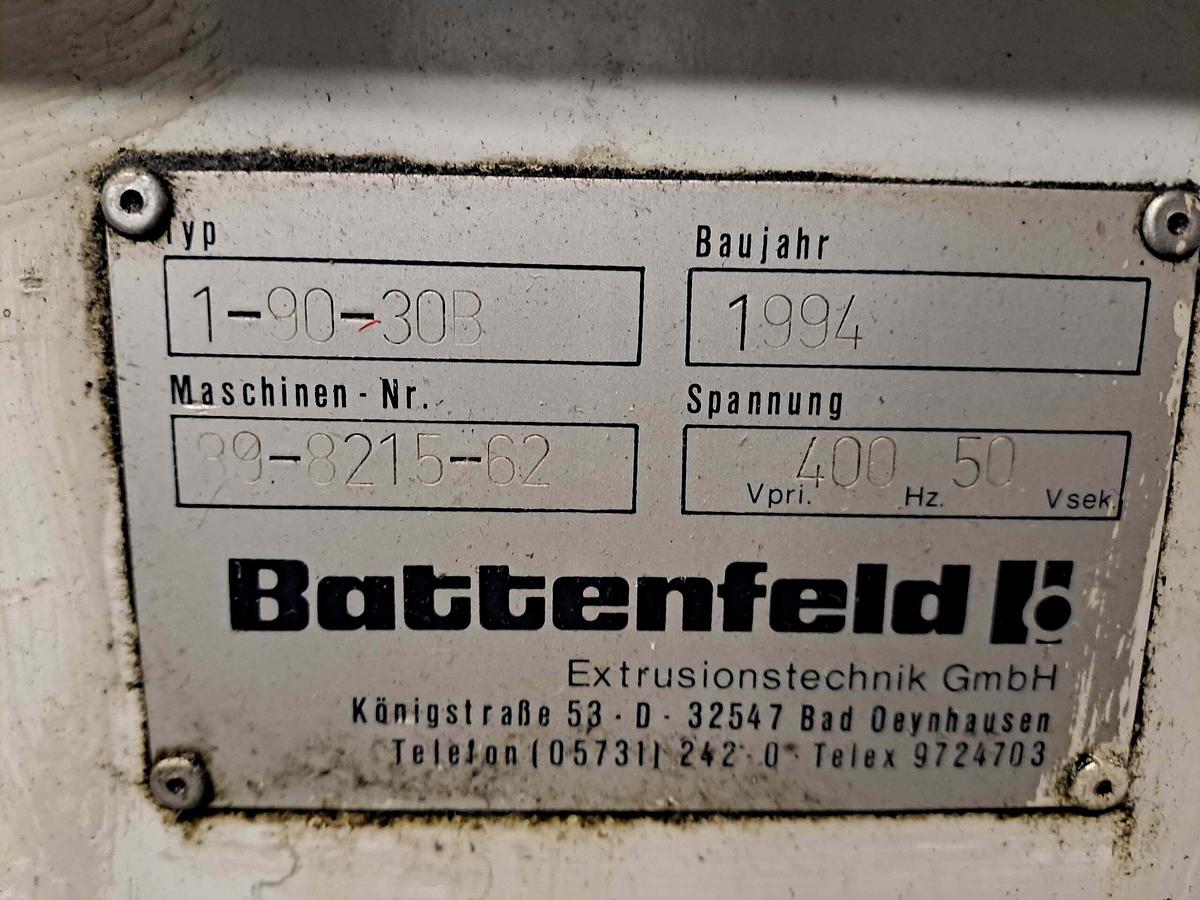 Typ
Baujahr
1-90-30B
1994
Maschinen - Nr.
Spannung
89-8215-62
Vpri. 400 Hz. 50 Vsek.
Battenfeld
Extrusionstechnik GmbH
Königstraße 53 · D - 32547 Bad Oeynhausen
Telefon (05731) 242-0 · Telex 9724703